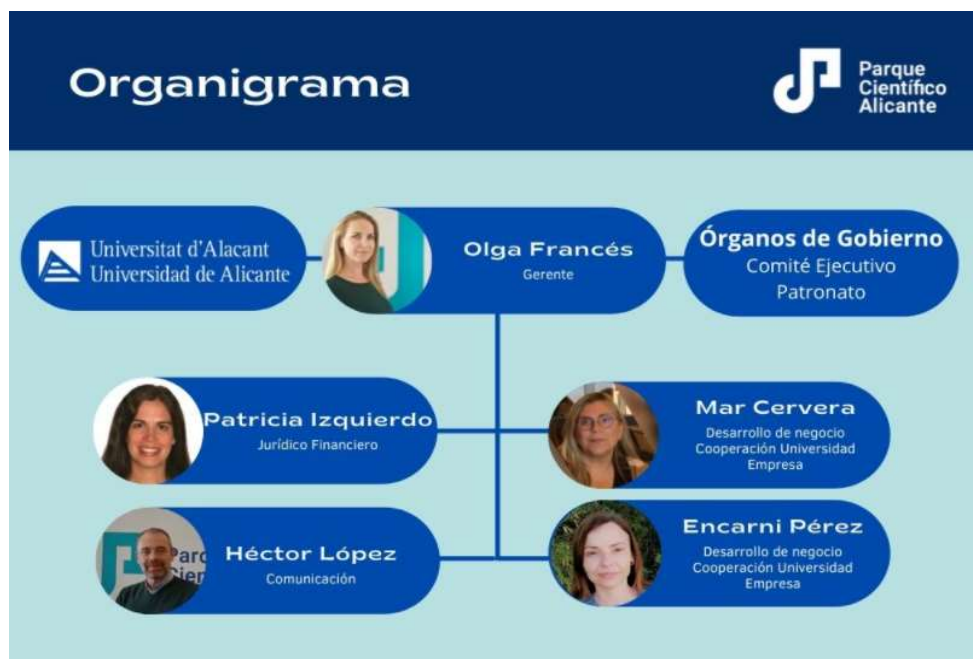 Organigrama
Parque
Científico
Alicante
Universitat d'Alacant
Universidad de Alicante
Olga Francés
Gerente
Órganos de Gobierno
Comité Ejecutivo
Patronato
Patricia Izquierdo
Jurídico Financiero
Mar Cervera
Desarrollo de negocio
Cooperación Universidad
Empresa
Héctor López
Comunicación
Encarni Pérez
Desarrollo de negocio
Cooperación Universidad
Empresa